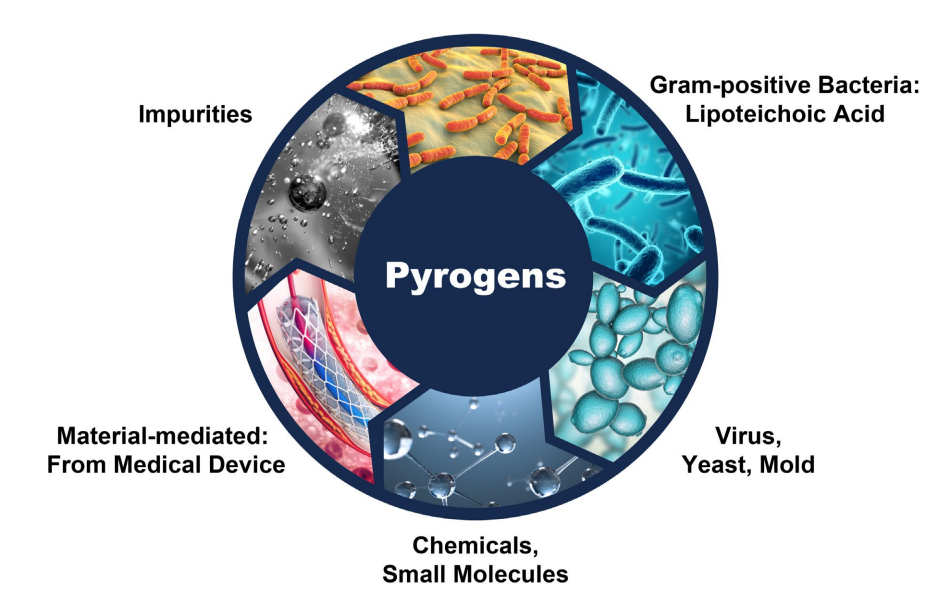 Impurities
Gram-positive Bacteria:
Lipoteichoic Acid
Pyrogens
Material-mediated:
From Medical Device
Virus,
Yeast, Mold
Chemicals,
Small Molecules